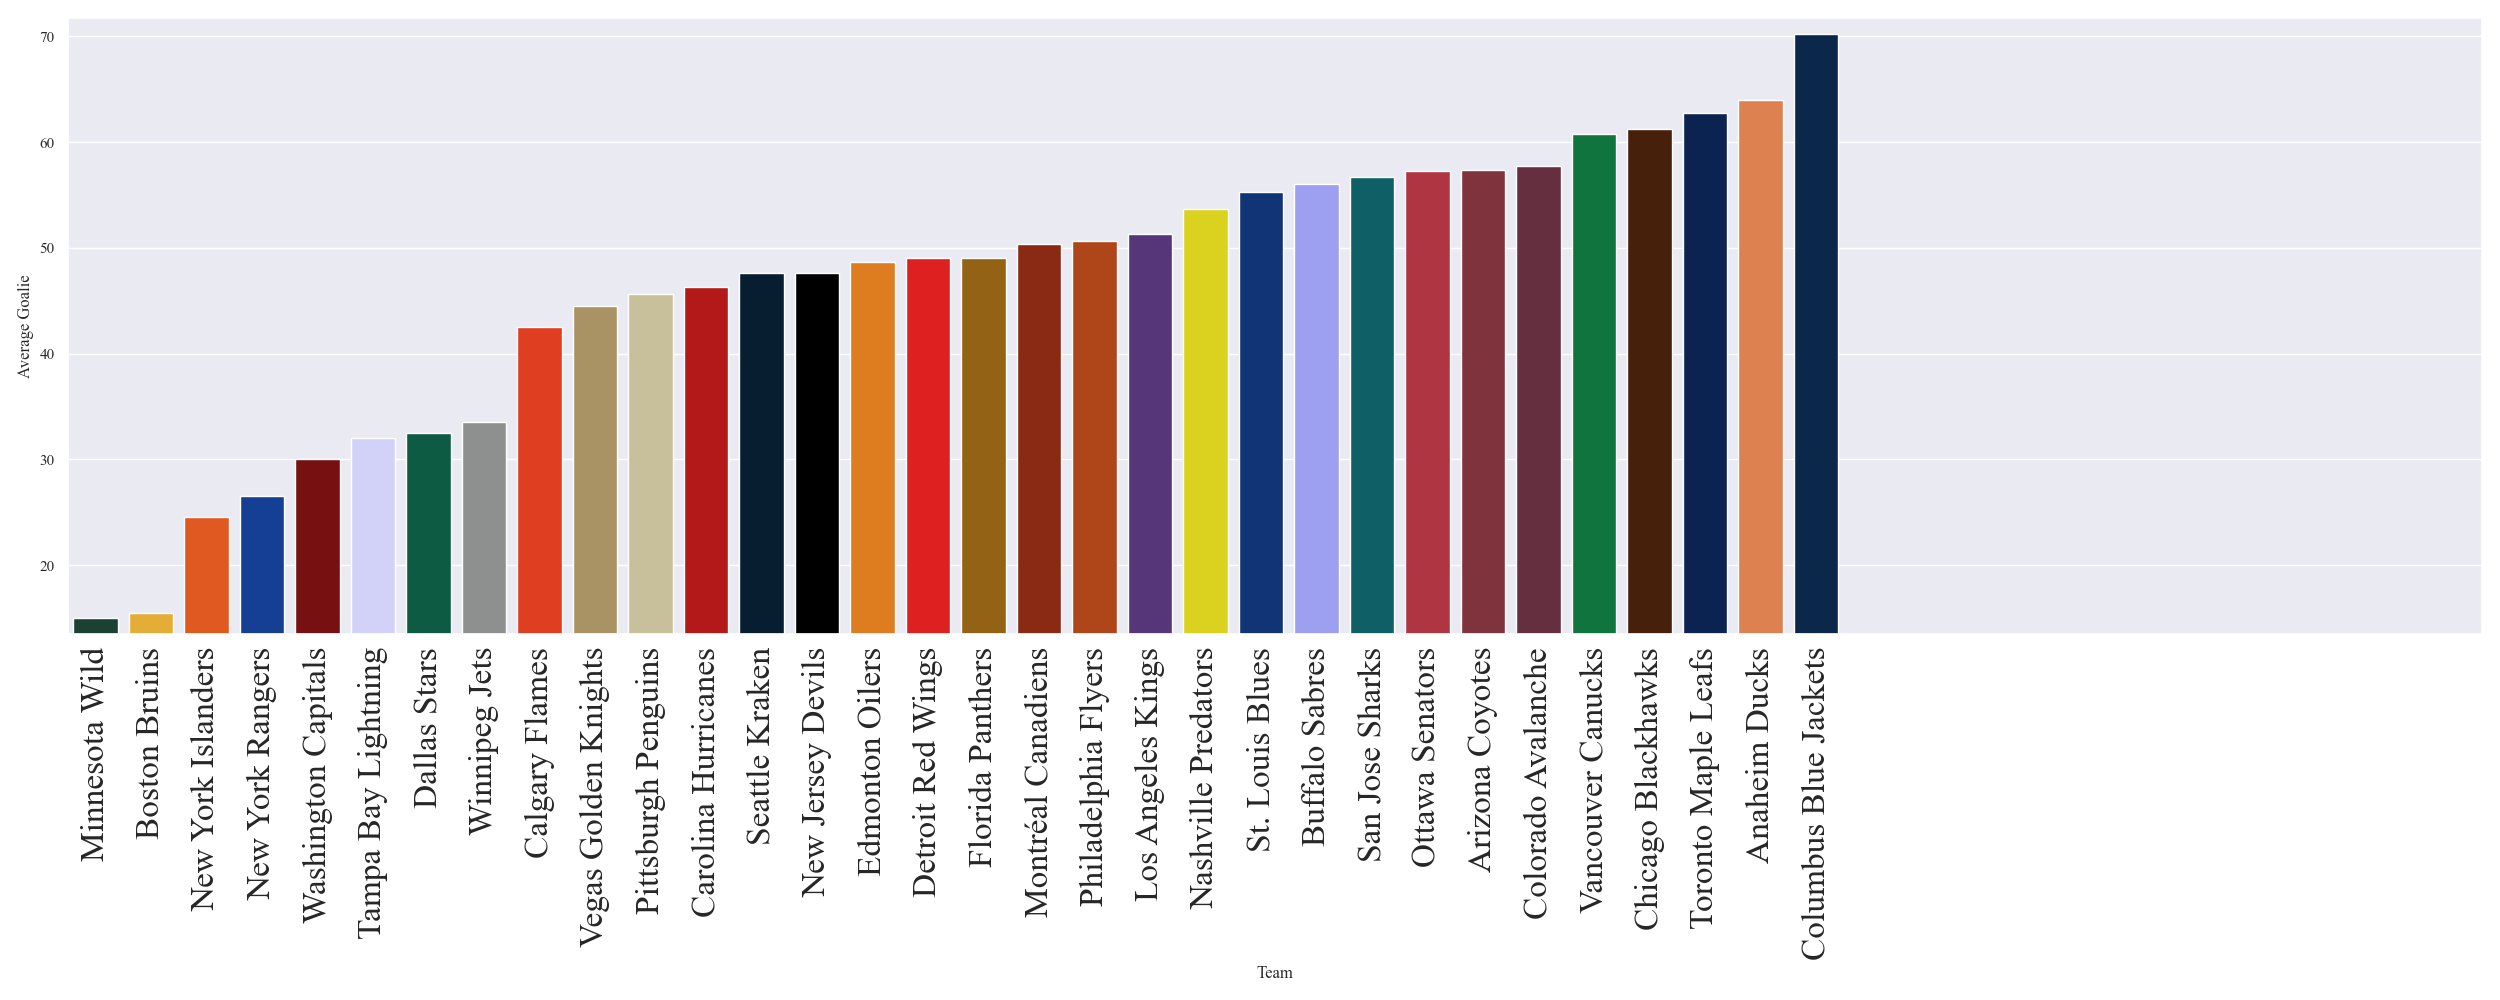 70
60
50
40
30
20
Average Goalie
Minnesota Wild
Boston Bruins
New York Islanders
New York Rangers
Washington Capitals
Tampa Bay Lightning
Dallas Stars
Winnipeg Jets
Calgary Flames
Vegas Golden Knights
Pittsburgh Penguins
Carolina Hurricanes
Seattle Kraken
New Jersey Devils
Edmonton Oilers
Detroit Red Wings
Florida Panthers
Montréal Canadiens
Philadelphia Flyers
Los Angeles Kings
Nashville Predators
St. Louis Blues
Buffalo Sabres
San Jose Sharks
Ottawa Senators
Arizona Coyotes
Colorado Avalanche
Vancouver Canucks
Chicago Blackhawks
Toronto Maple Leafs
Anaheim Ducks
Columbus Blue Jackets
Team